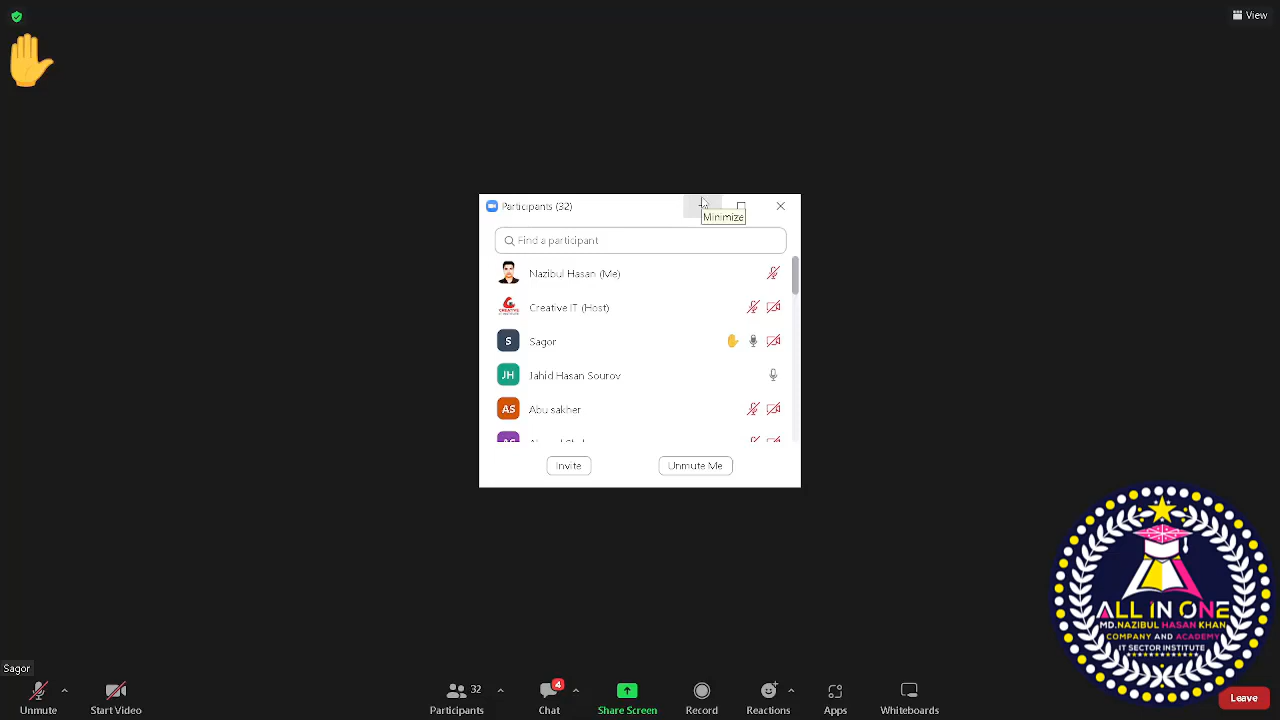 View
Participants (32)
Minimize
Find a participant
Nazibul Hasan (Me)
CREATIVE
Creative IT (Host)
S
Sagor
JH
Jahid Hasan Sourov
AS
Abu sakher
Invite
Unmute Me
ALL IN ONE
MD.NAZIBUL HASAN KHAN
COMPANY AND ACADEMY
IT SECTOR INSTITUTE
Sagor
32
4
Unmute
Start Video
Participants
Chat
Share Screen
Record
Reactions
Apps
Whiteboards
Leave